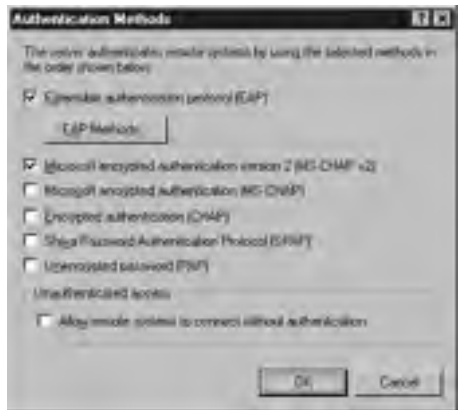 Authentication Methods
The server authenticates remote systems by using the selected methods in
the order shown below.
Extensible authentication protocol (EAP)
EAP Methods...
Microsoft encrypted authentication version 2 (MS-CHAP v2)
Microsoft encrypted authentication (MS-CHAP)
Encrypted authentication (CHAP)
Shiva Password Authentication Protocol (SPAP)
Unencrypted password (PAP)
Unauthenticated access
Allow remote systems to connect without authentication
OK
Cancel